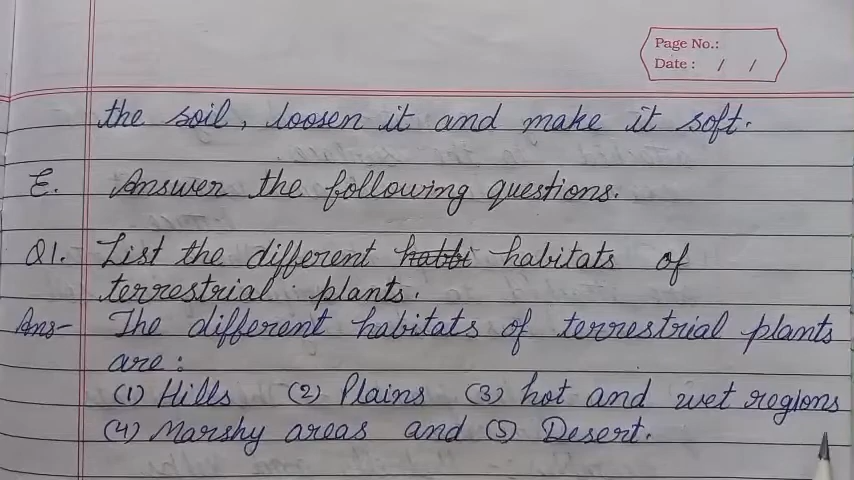 Page No.:
Date : / /
the soil, loosen it and make it soft.
E. Answer the following questions.
Q1. List the different habbi habitats of
terrestrial plants.
Ans- The different habitats of terrestrial plants
are:
(1) Hills (2) Plains (3) hot and wet regions
(4) Marshy areas and (5) Desert.